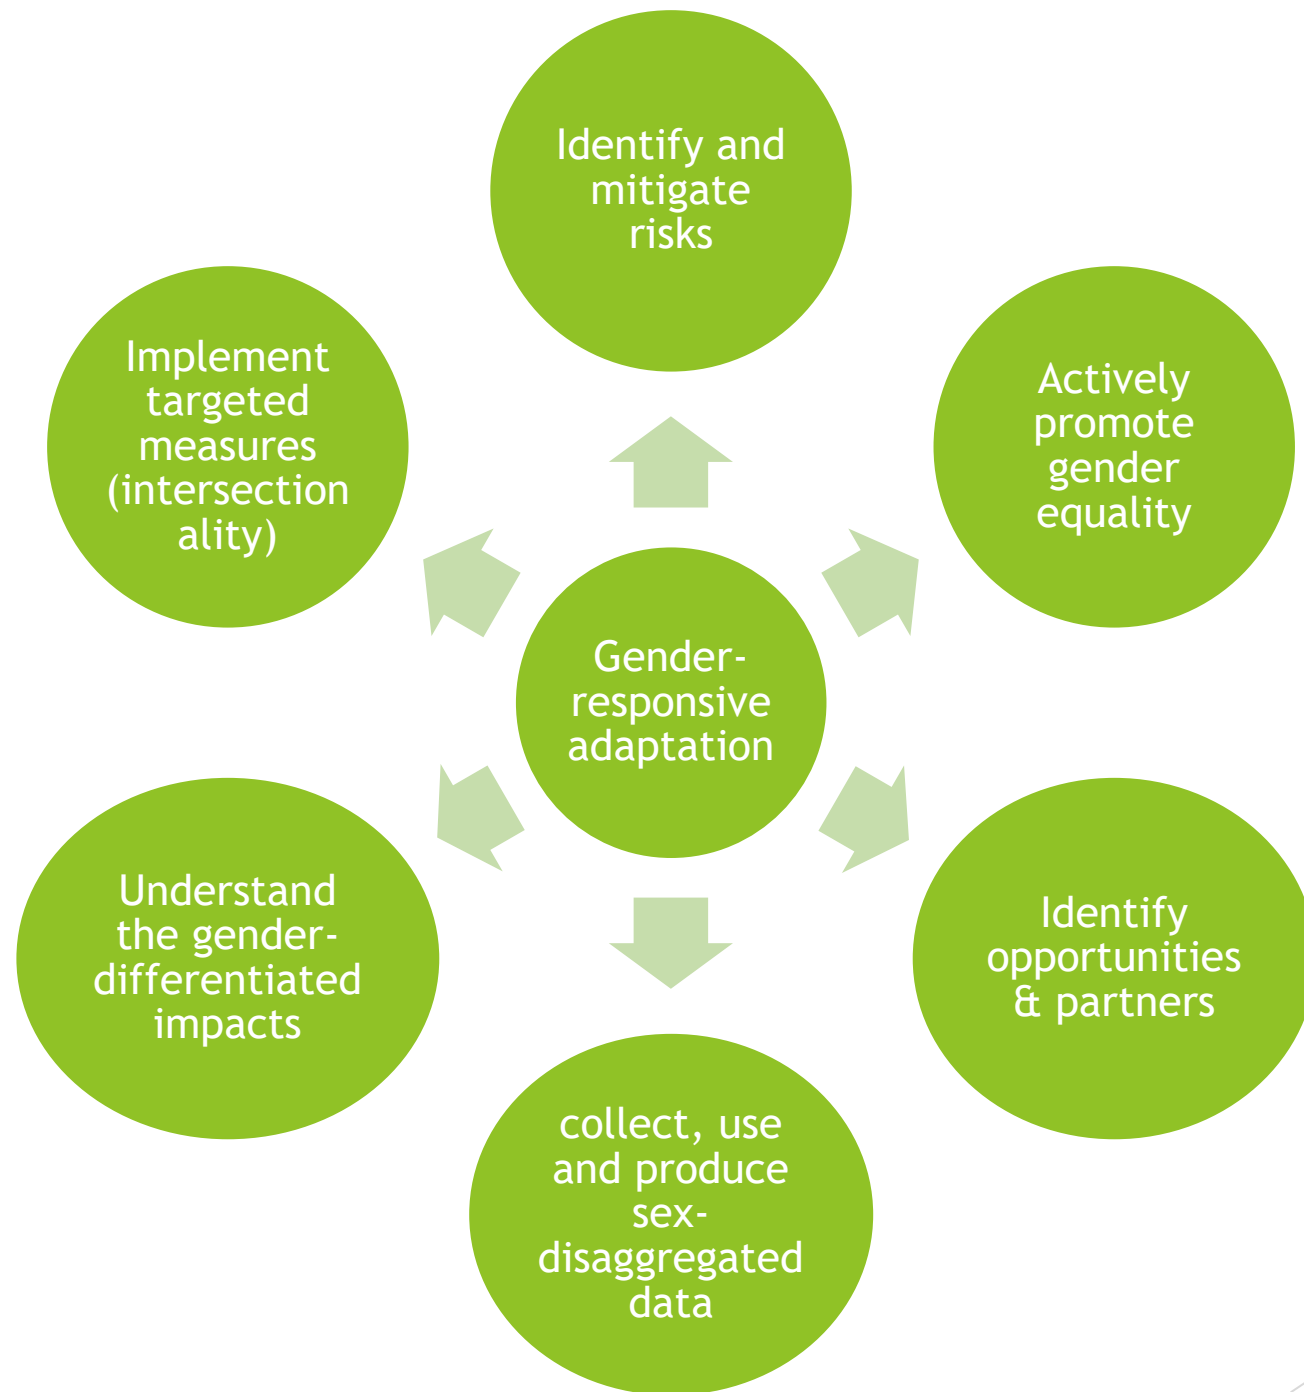 Identify and
mitigate
risks
Implement
targeted
measures
(intersection
ality)
Actively
promote
gender
equality
Gender-
responsive
adaptation
Understand
the gender-
differentiated
impacts
Identify
opportunities
& partners
collect, use
and produce
sex-
disaggregated
data